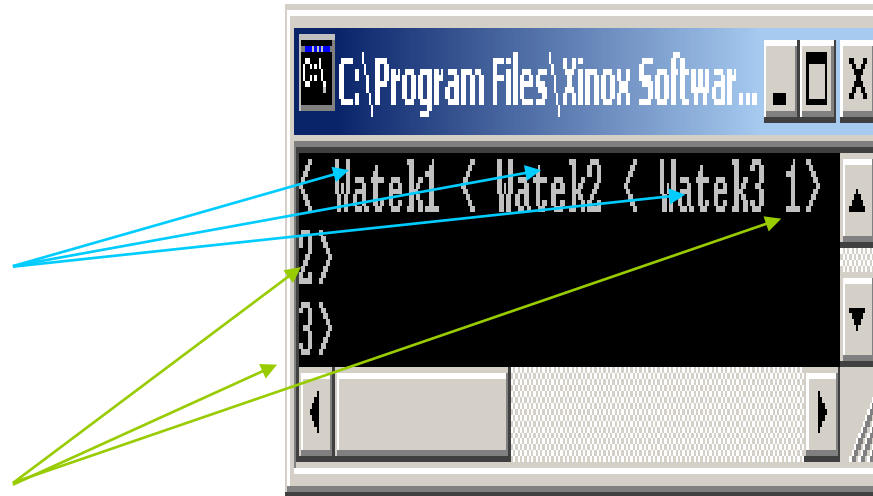 C:\Program Files\Xinox Softwar...
< Watek1 < Watek2 < Watek3 1>
2>
3>